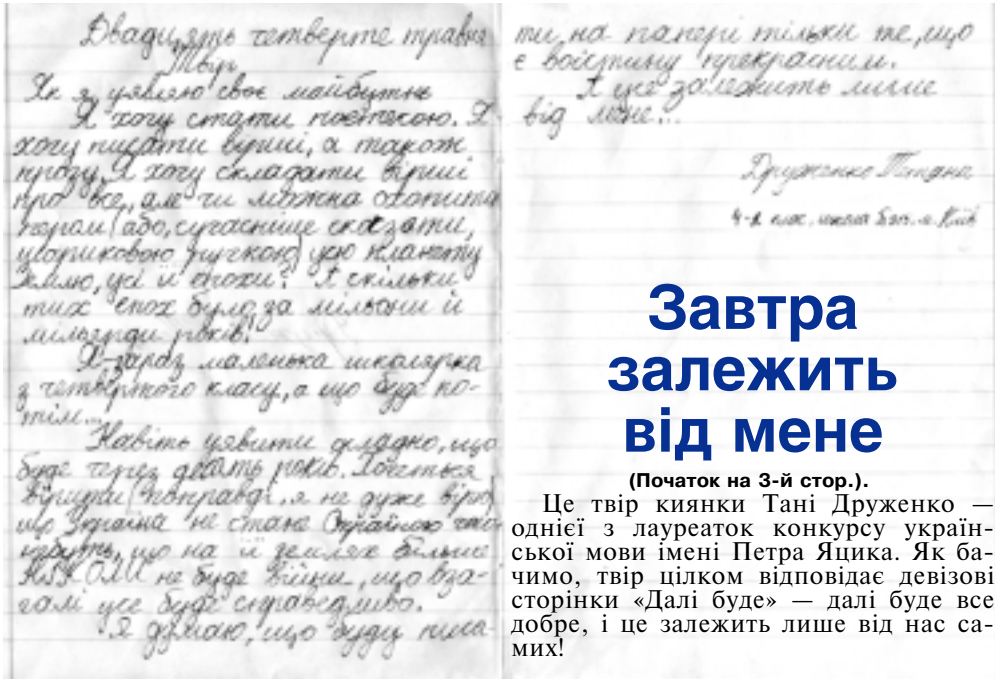 Двадцять четверте травня
Твір
Як я уявляю своє майбутнє
Я хочу стати поетесою. Я
хочу писати вірші, а також
прозу. Я хочу складати вірші
про все, але чи можна охопити
пером (або, сучасніше сказати,
шариковою ручкою) усю планету
Землю, усі її епохи? А скільки
тих епох було за мільйони й
мільярди років!
Я зараз маленька школярка
з четвертого класу, а що буде по-
тім...
Навіть уявити складно, що
буде через десять років. Хочеться
вірити (щоправда я не дуже вірю)
що Україна не стане
що на її землях більше
НІКОЛИ не буде війни, що вза-
галі усе буде справедливо.
Я думаю, що буду писа-
ти на папері тільки те, що
є воістину прекрасним.
А це залежить лише
від мене...
Друженко Тетяна
4-а клас, школа м. Київ
Завтра
залежить
від мене
(Початок на 3-й стор.).
Це твір киянки Тані Друженко —
однієї з лауреаток конкурсу україн-
ської мови імені Петра Яцика. Як ба-
чимо, твір цілком відповідає девізові
сторінки «Далі буде» — далі буде все
добре, і це залежить лише від нас са-
мих!